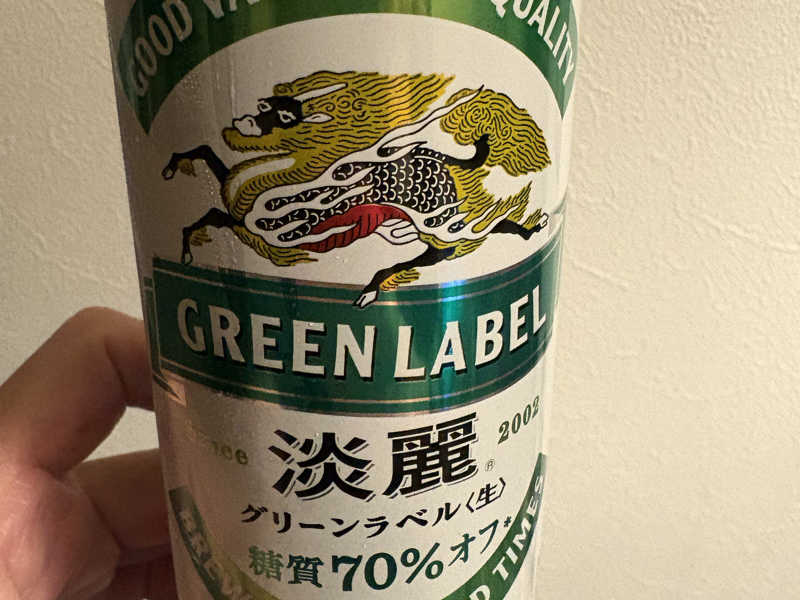 GOOD
QUALITY
GREEN LABEL
2002
淡麗®
グリーンラベル〈生〉
糖質70%オフ*
TIMES